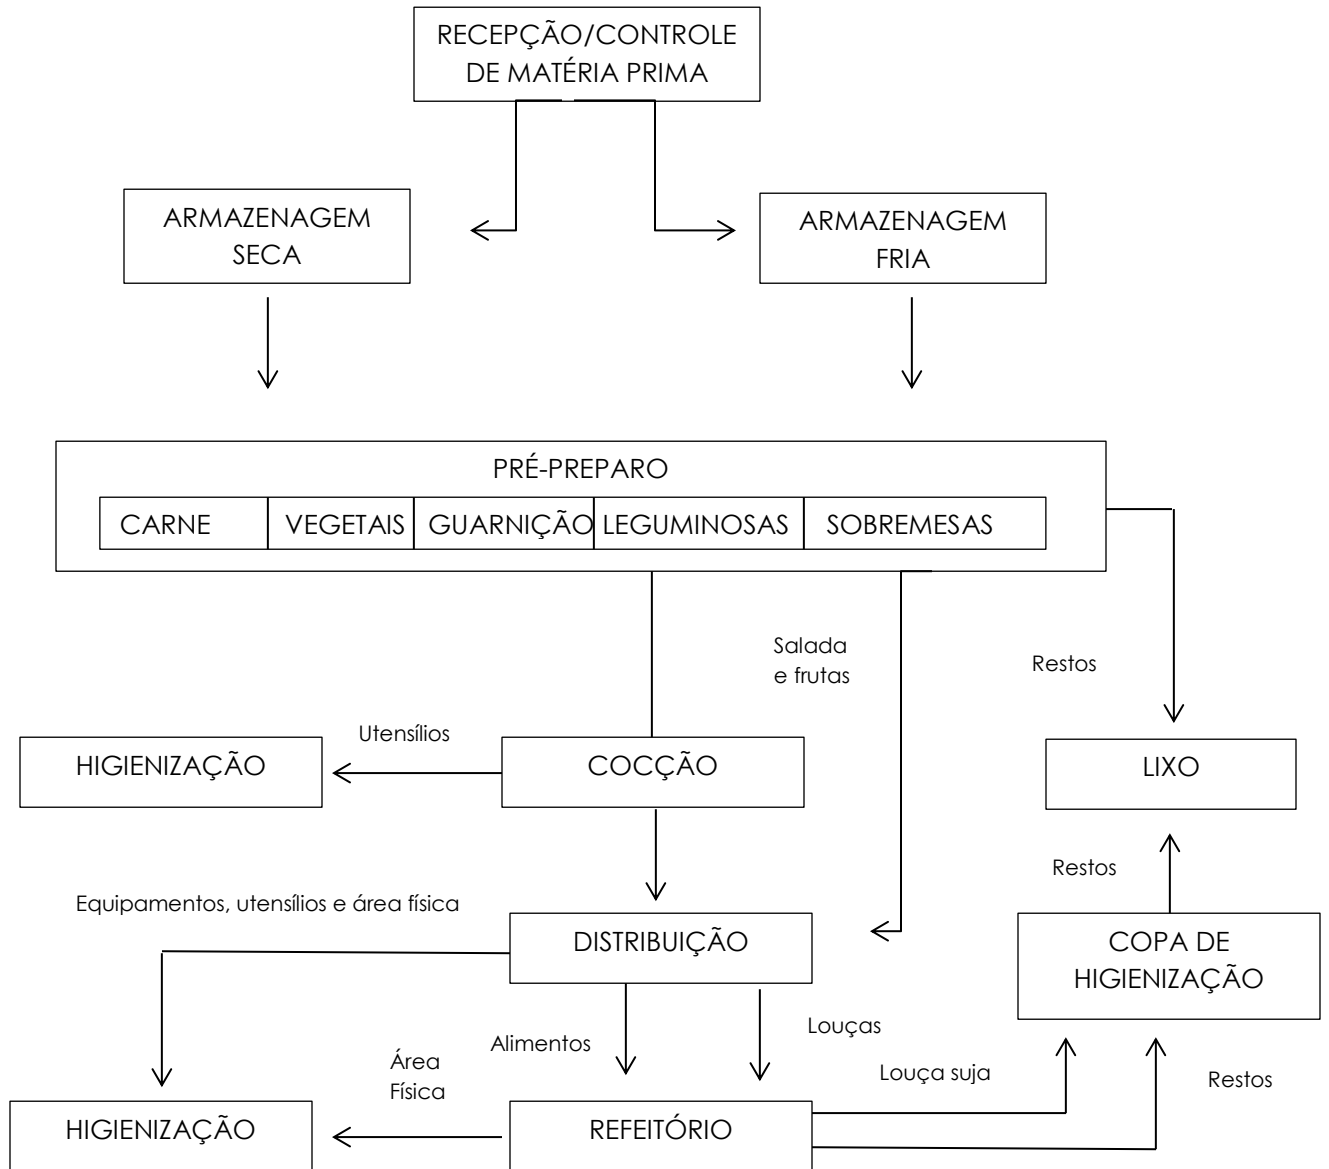 RECEPÇÃO/CONTROLE
DE MATÉRIA PRIMA
ARMAZENAGEM
SECA
ARMAZENAGEM
FRIA
PRÉ-PREPARO
CARNE
VEGETAIS
GUARNIÇÃO
LEGUMINOSAS
SOBREMESAS
Salada
e frutas
Restos
Utensílios
HIGIENIZAÇÃO
COCÇÃO
LIXO
Restos
Equipamentos, utensílios e área física
DISTRIBUIÇÃO
COPA DE
HIGIENIZAÇÃO
Louças
Alimentos
Área
Física
Louça suja
Restos
HIGIENIZAÇÃO
REFEITÓRIO